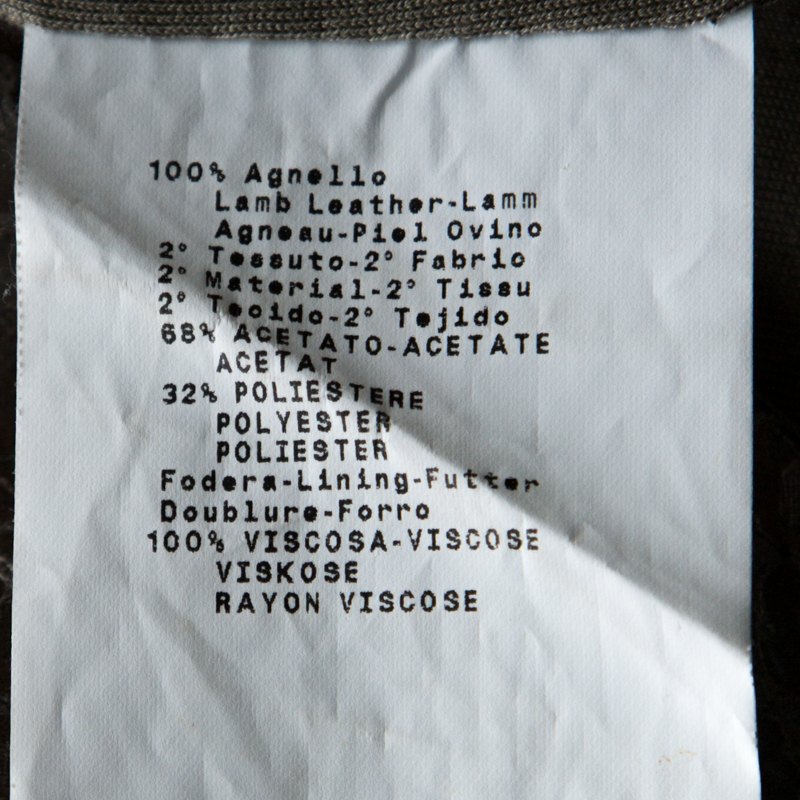 100% Agnello
Lamb Leather-Lamm
Agneau-Piel Ovino
2° Tessuto-2° Fabric
2° Material-2° Tissu
2° Tecido-2° Tejido
68% ACETATO-ACETATE
ACETAT
32% POLIESTERE
POLYESTER
POLIESTER
Fodera-Lining-Futter
Doublure-Forro
100% VISCOSA-VISCOSE
VISKOSE
RAYON VISCOSE